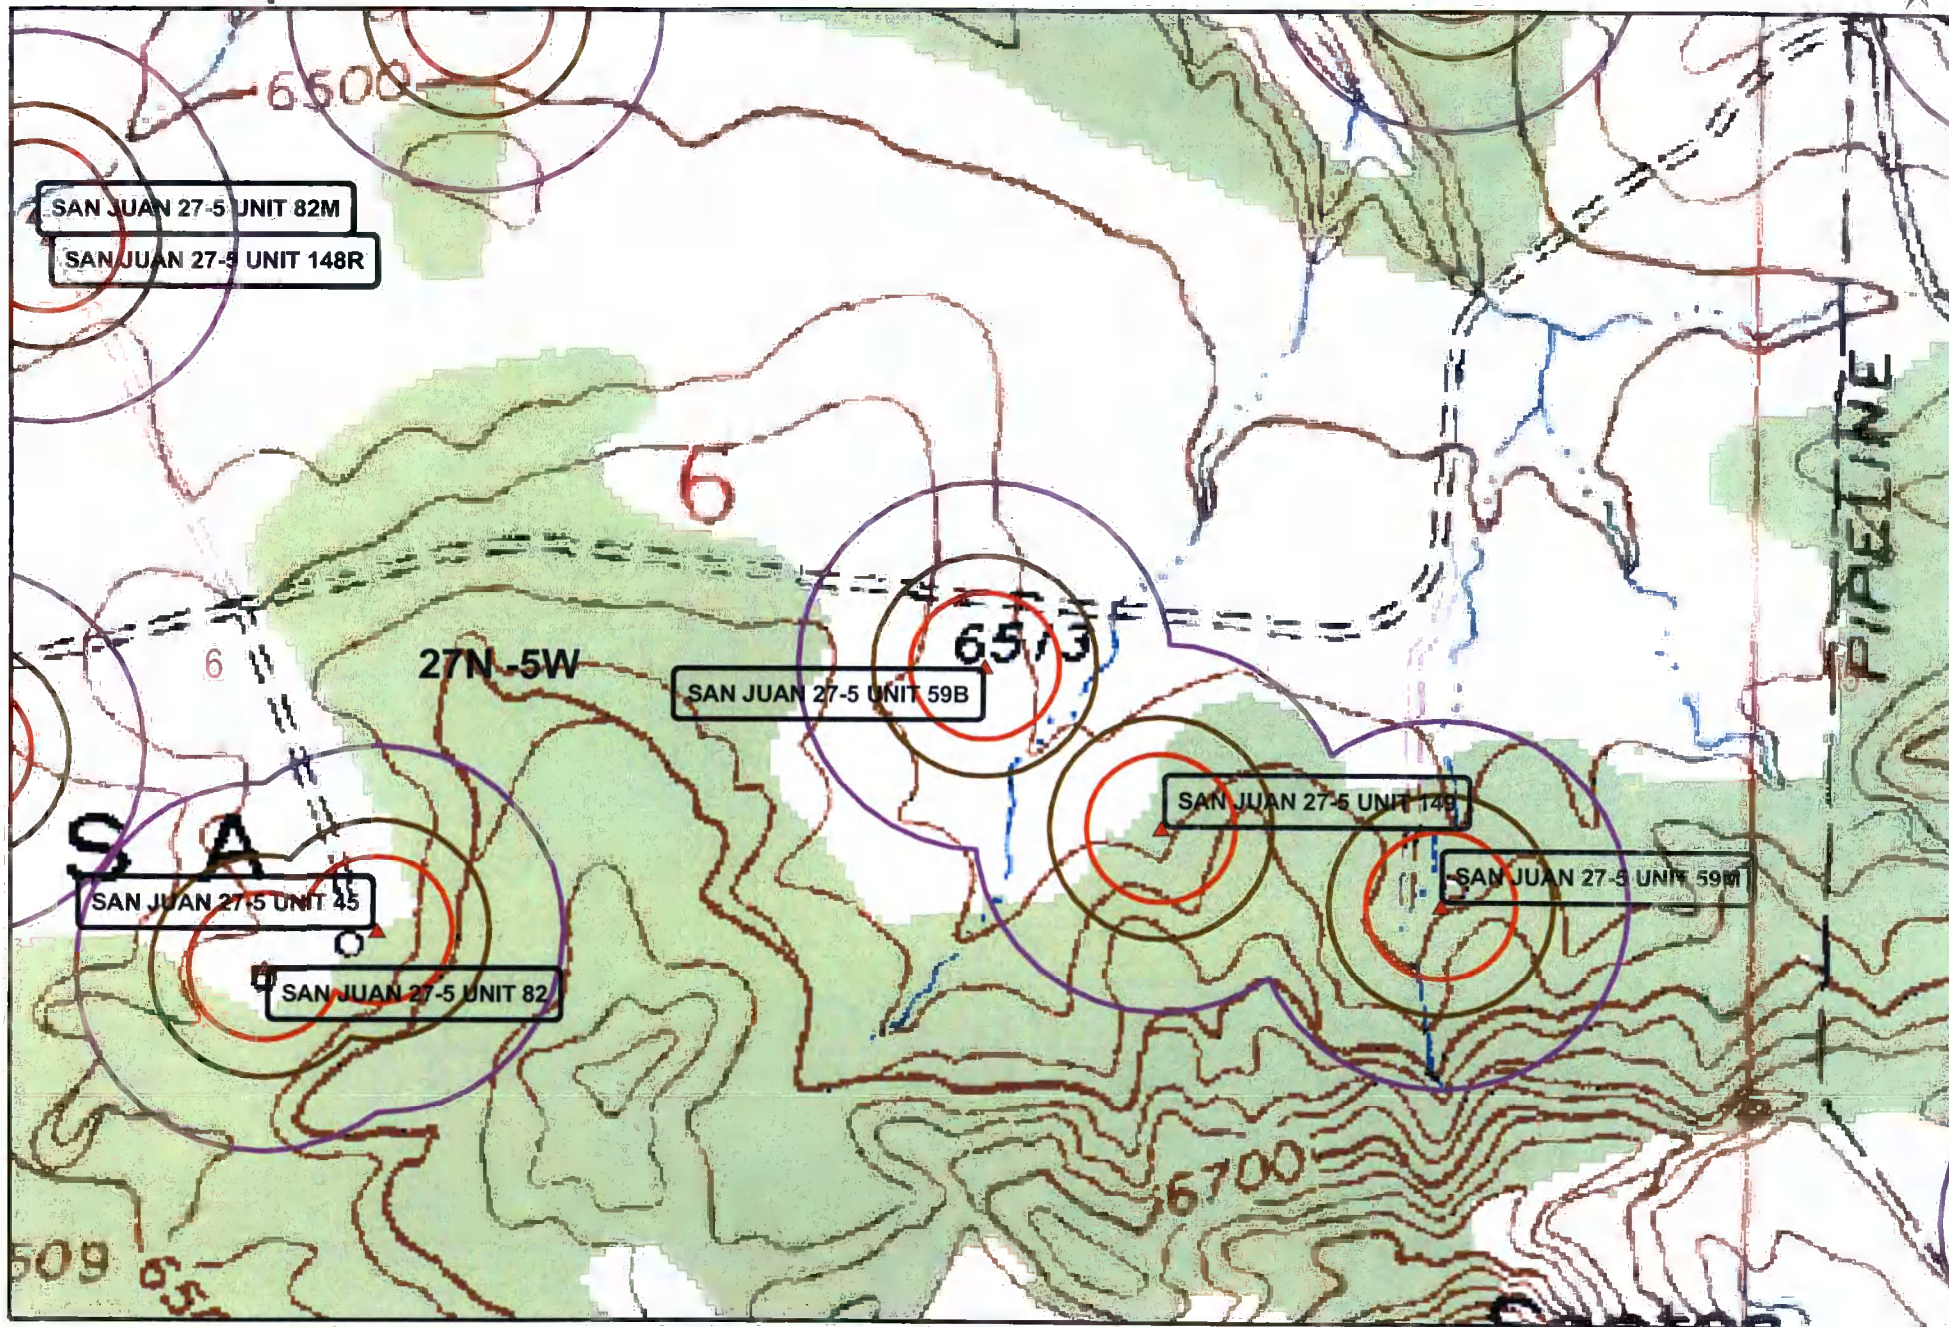 6500
SAN JUAN 27-5 UNIT 82M
SAN JUAN 27-5 UNIT 148R
PIPELINE
6
6
27N-5W
6513
SAN JUAN 27-5 UNIT 59B
SAN JUAN 27-5 UNIT 149
S A
SAN JUAN 27-5 UNIT 59M
SAN JUAN 27-5 UNIT 45
SAN JUAN 27-5 UNIT 82
6700